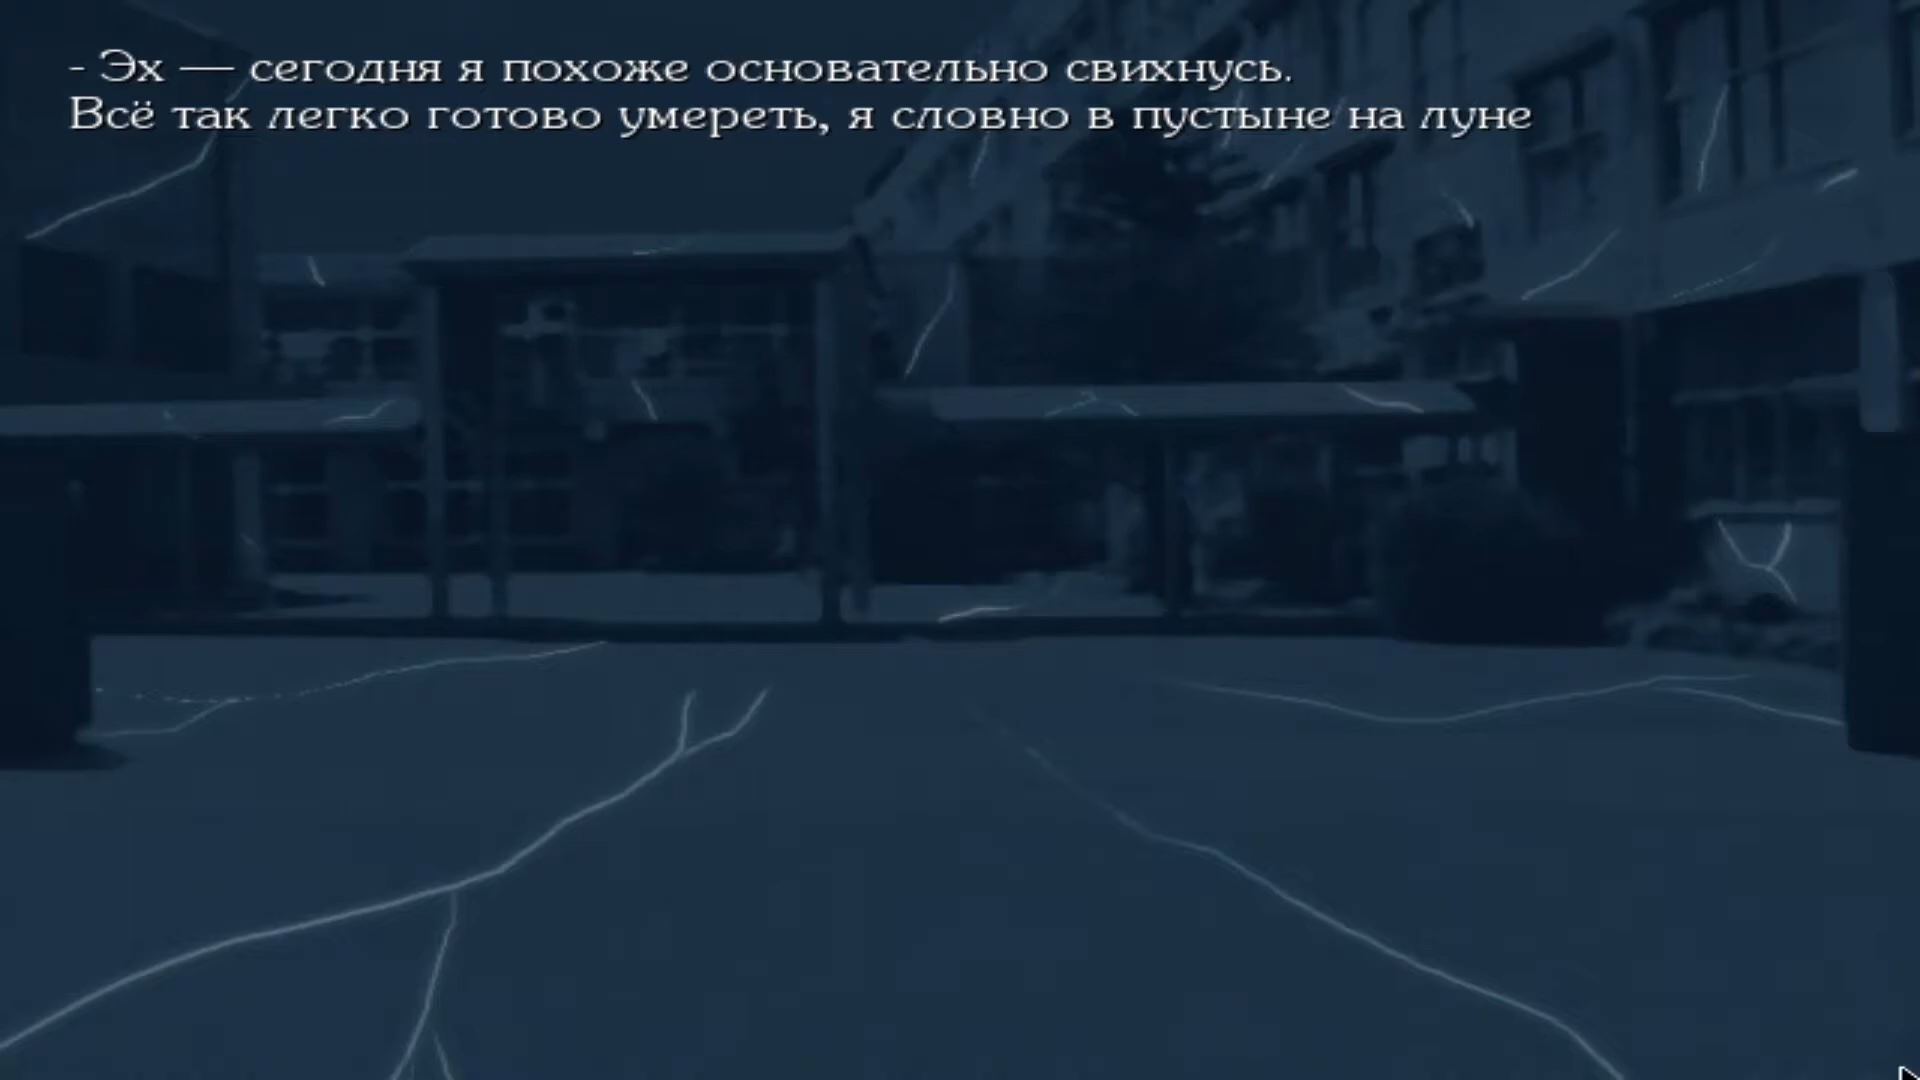 - Эх — сегодня я похоже основательно свихнусь.
Всё так легко готово умереть, я словно в пустыне на луне